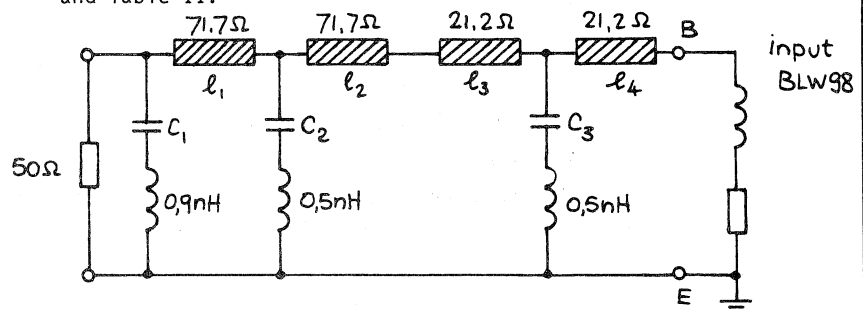 and Table II.
71.7Ω 71.7Ω 21,2Ω 21,2Ω
B
input
BLW98
ℓ₁ ℓ₂ ℓ₃ ℓ₄
C₁ C₂ C₃
50Ω
0,9nH 0,5nH 0,5nH
E